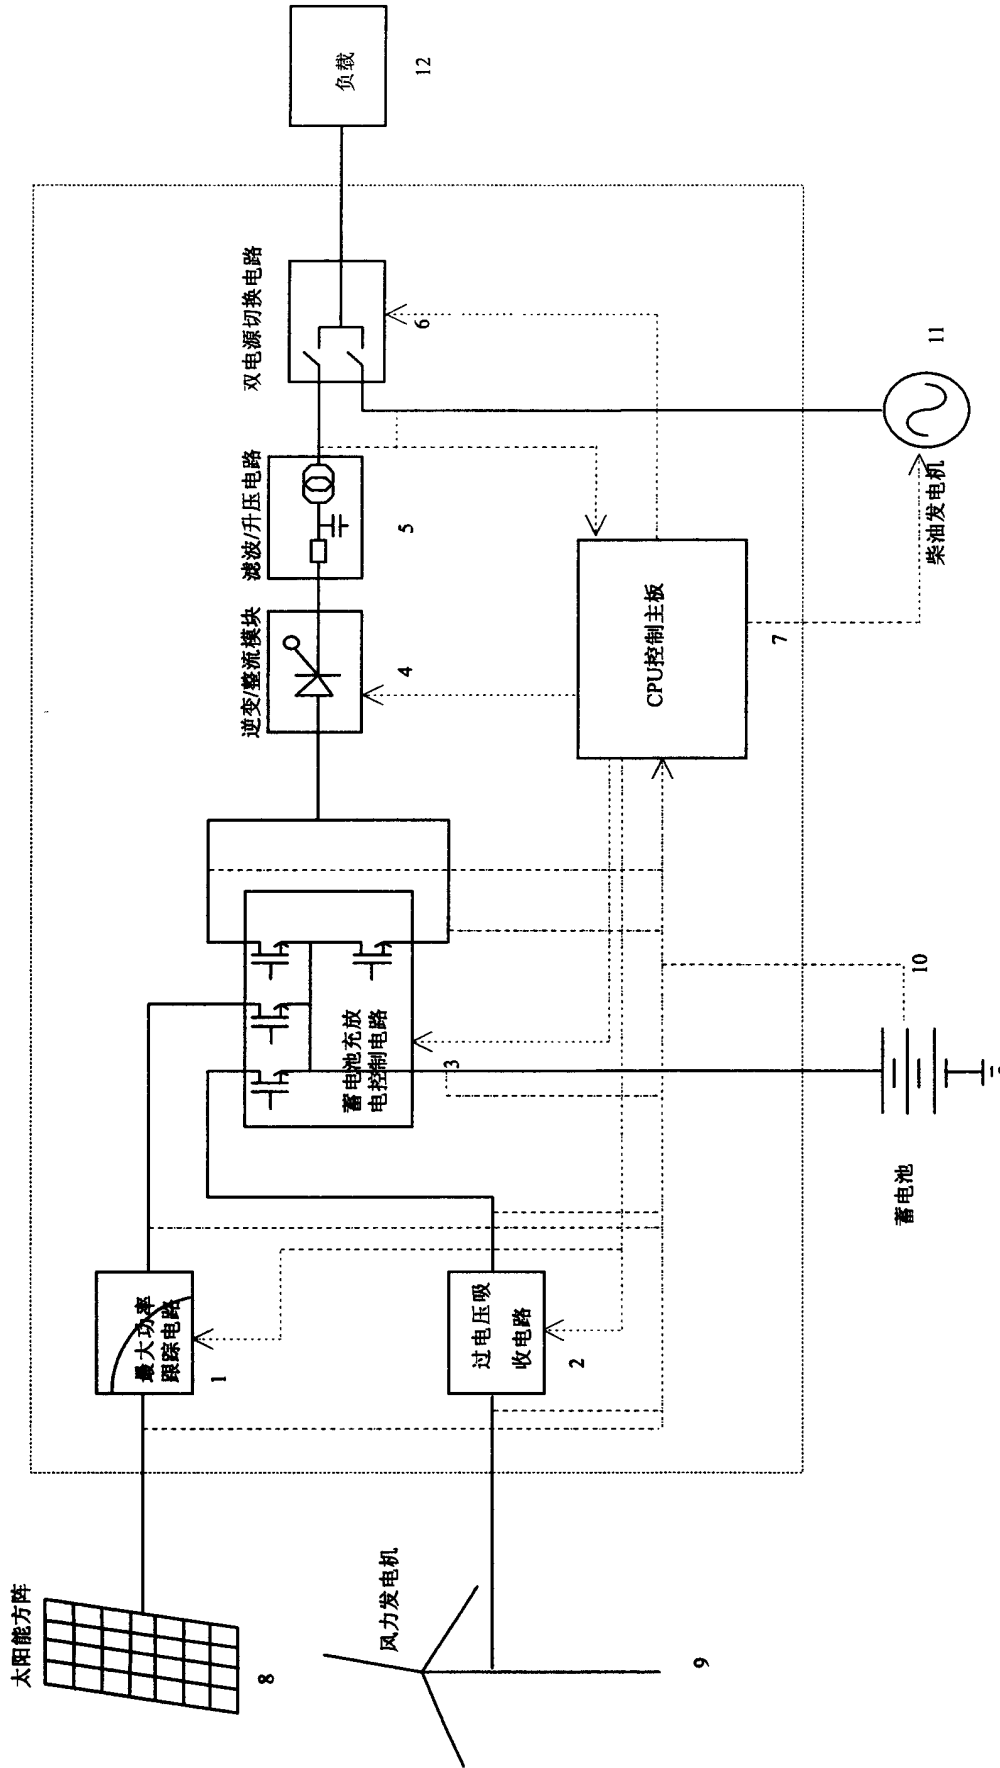 太阳能方阵
8
最大功率
跟踪电路
1
风力发电机
9
过电压吸
收电路
2
蓄电池充放
电控制电路
3
蓄电池
10
逆变/整流模块
4
滤波/升压电路
5
双电源切换电路
6
CPU控制主板
7
柴油发电机
11
负载
12